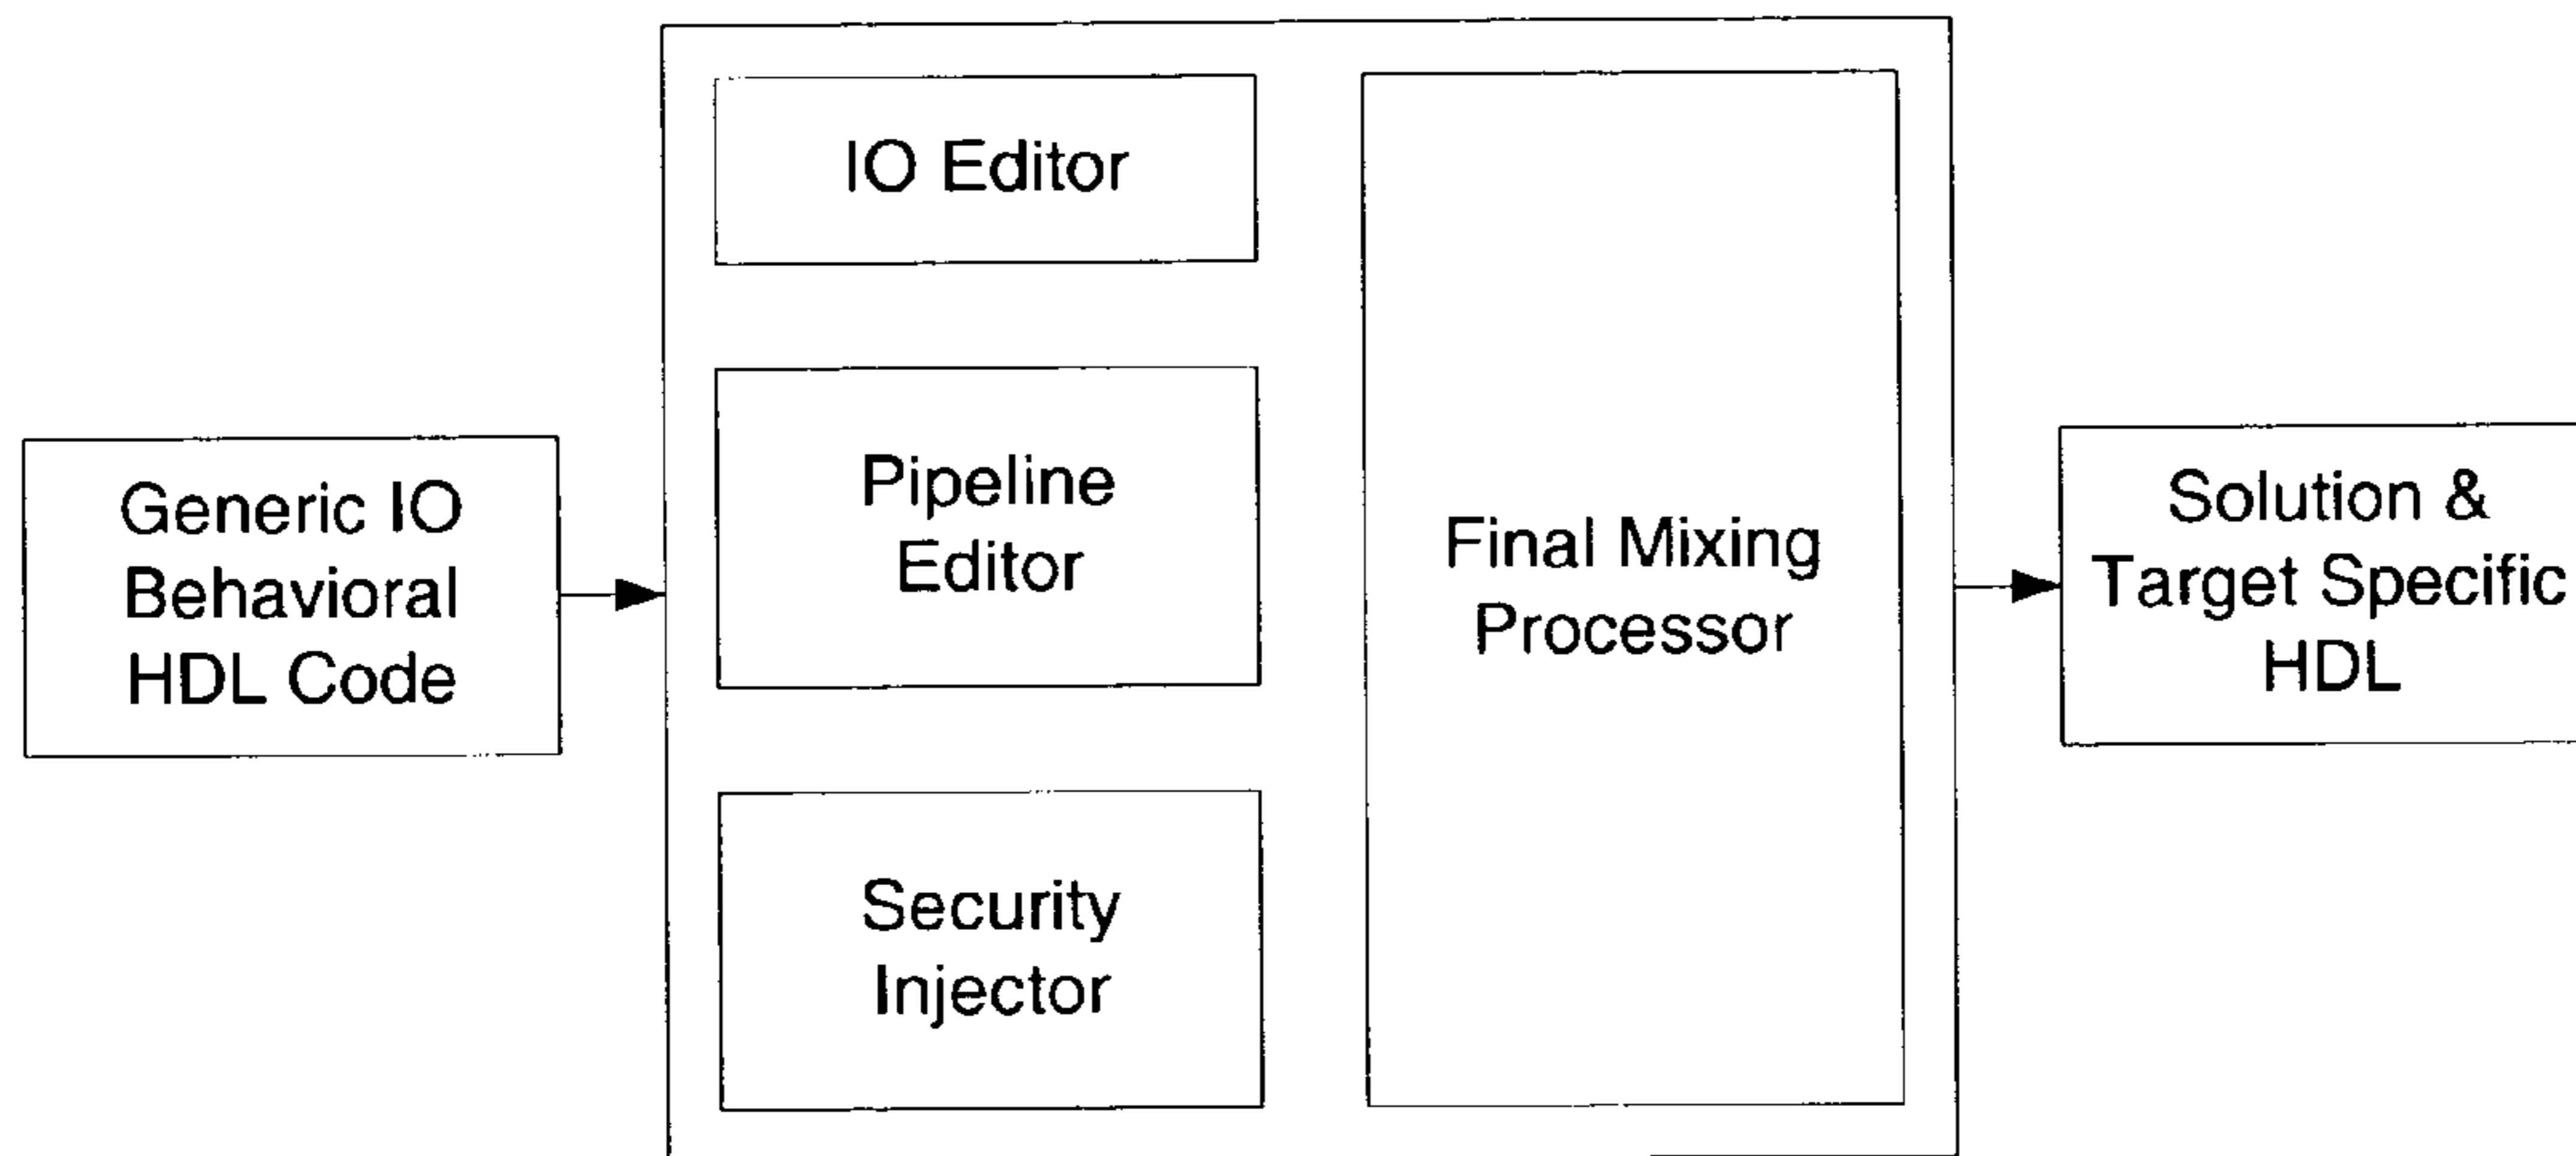 Generic IO
Behavioral
HDL Code
IO Editor
Pipeline
Editor
Security
Injector
Final Mixing
Processor
Solution &
Target Specific
HDL